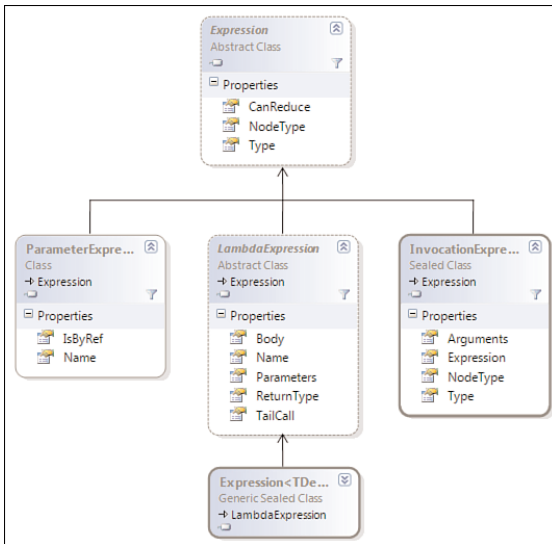 Expression
Abstract Class
Properties
CanReduce
NodeType
Type
ParameterExpre...
Class
Expression
Properties
IsByRef
Name
LambdaExpression
Abstract Class
Expression
Properties
Body
Name
Parameters
ReturnType
TailCall
InvocationExpre...
Sealed Class
Expression
Properties
Arguments
Expression
NodeType
Type
Expression<TDe...
Generic Sealed Class
LambdaExpression